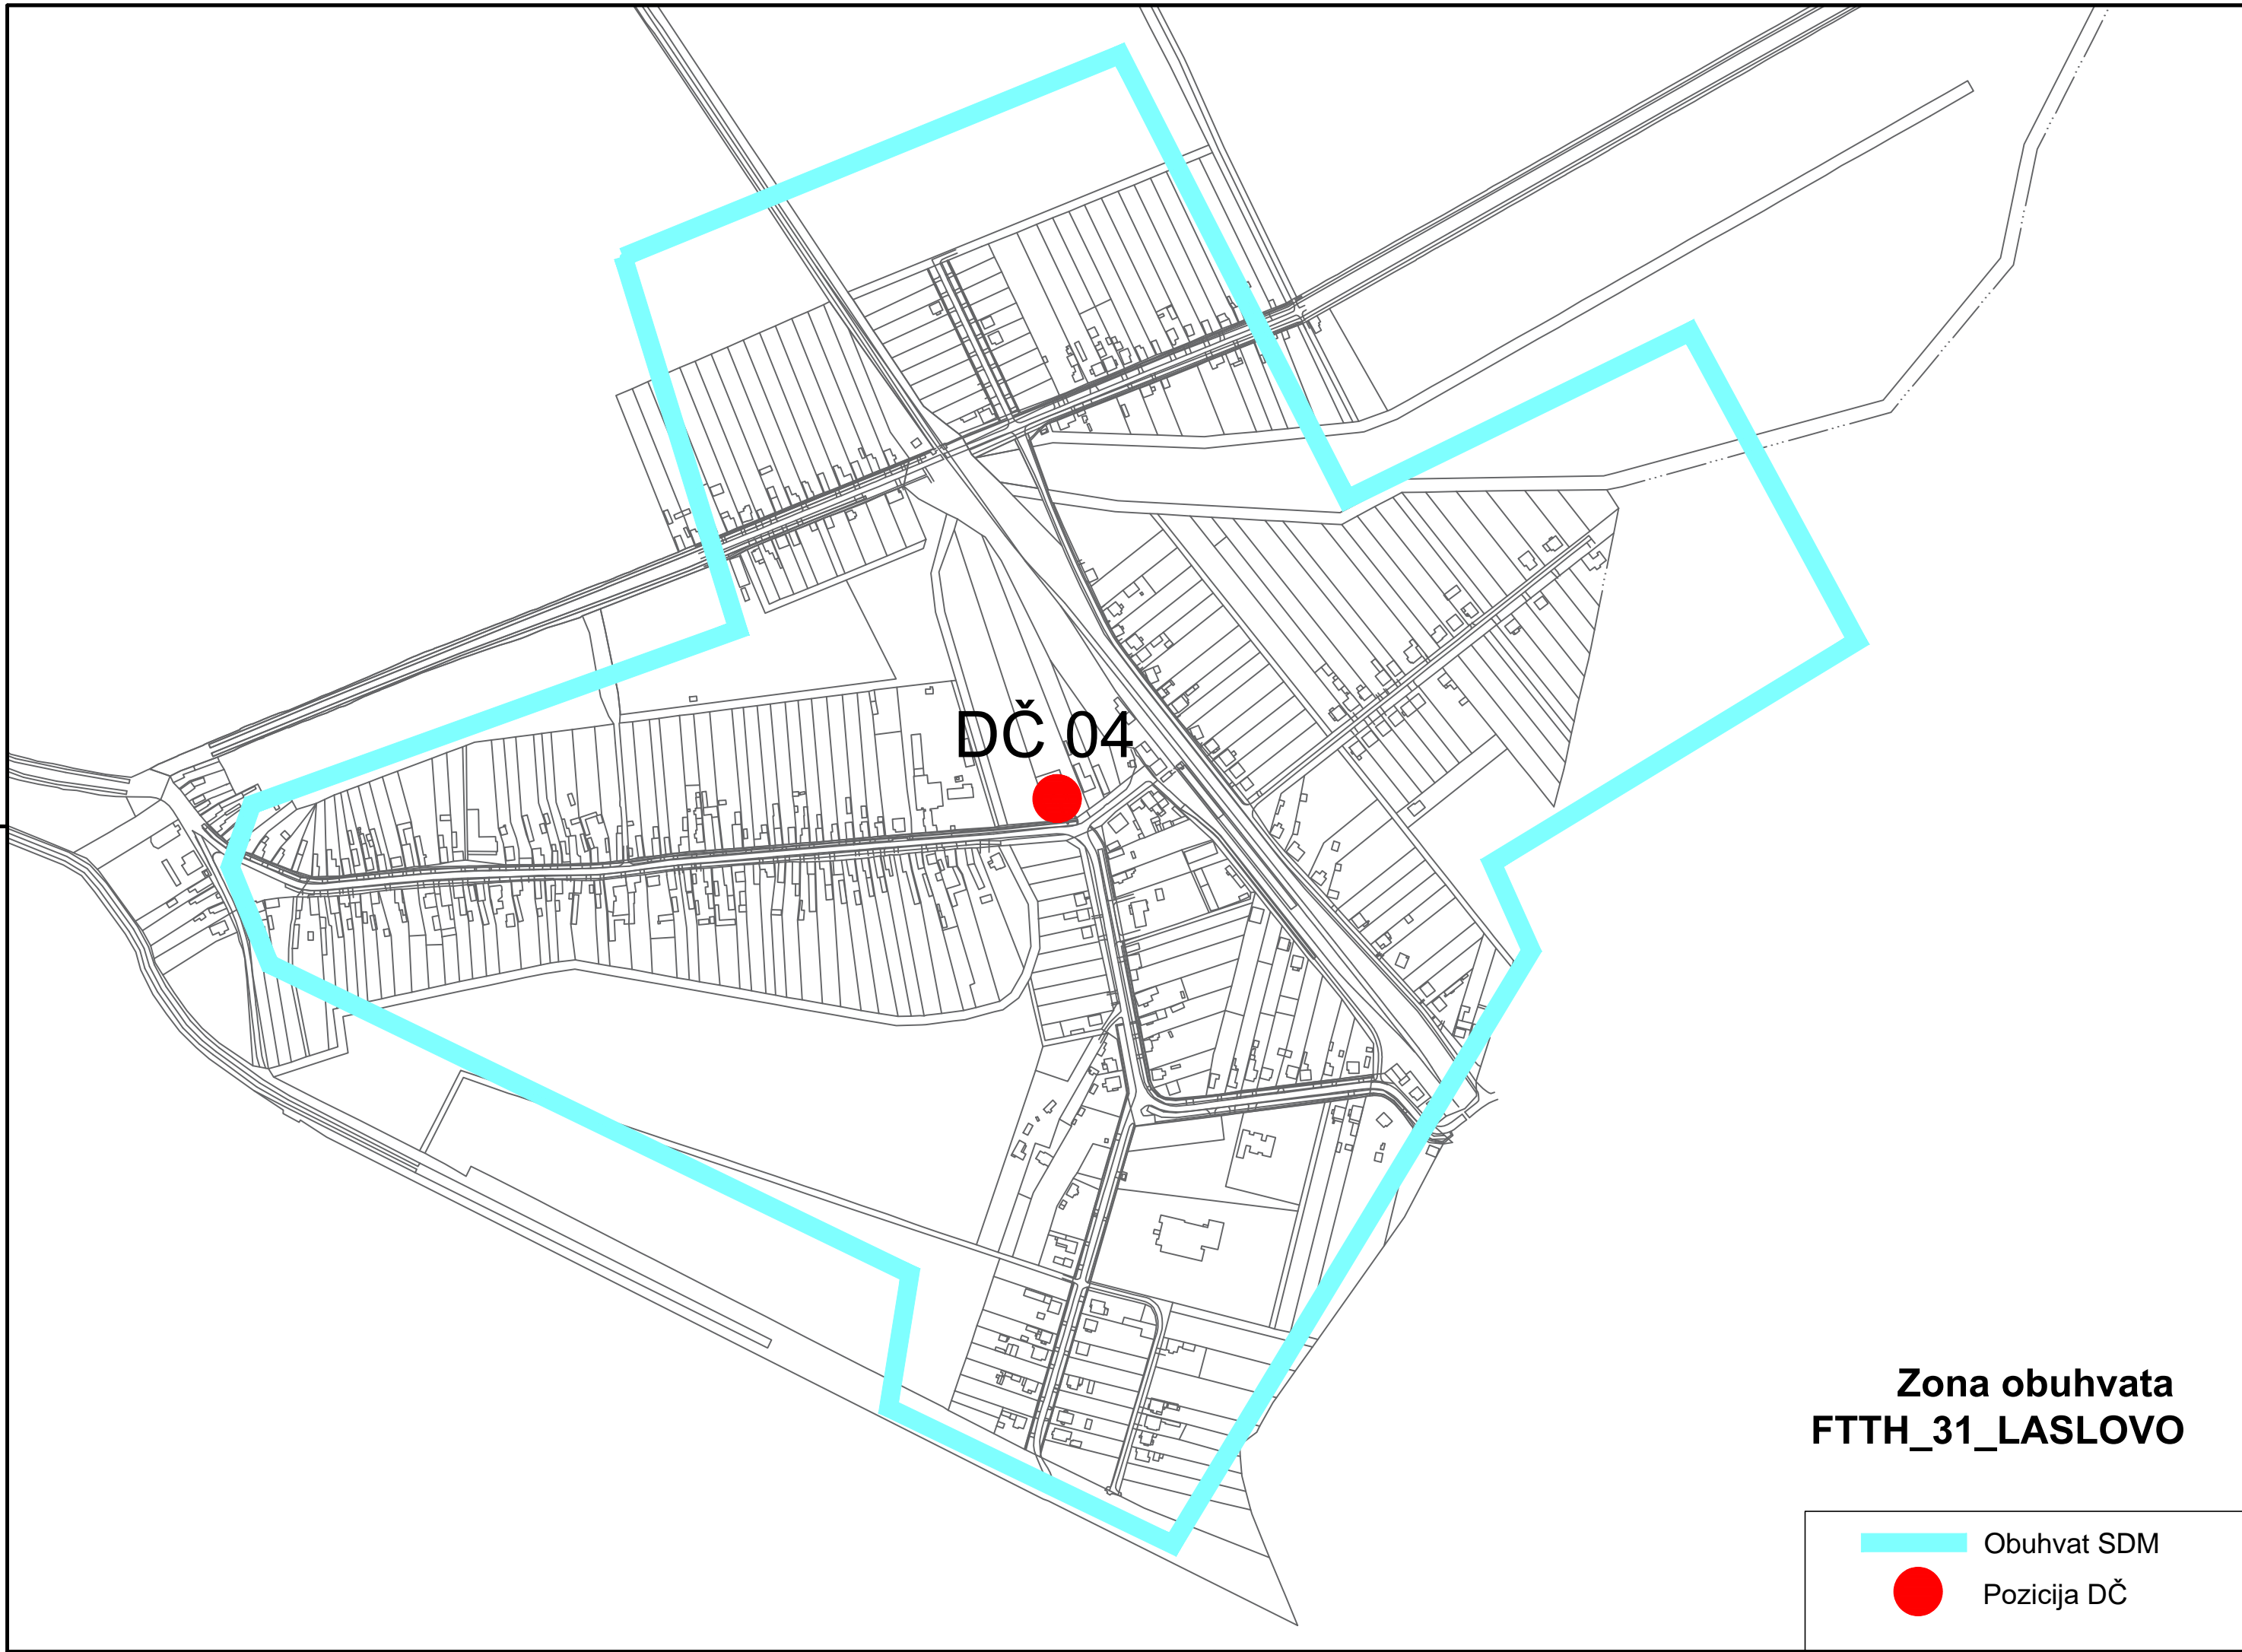 DČ 04
Zona obuhvata
FTTH_31_LASLOVO
Obuhvat SDM
Pozicija DČ